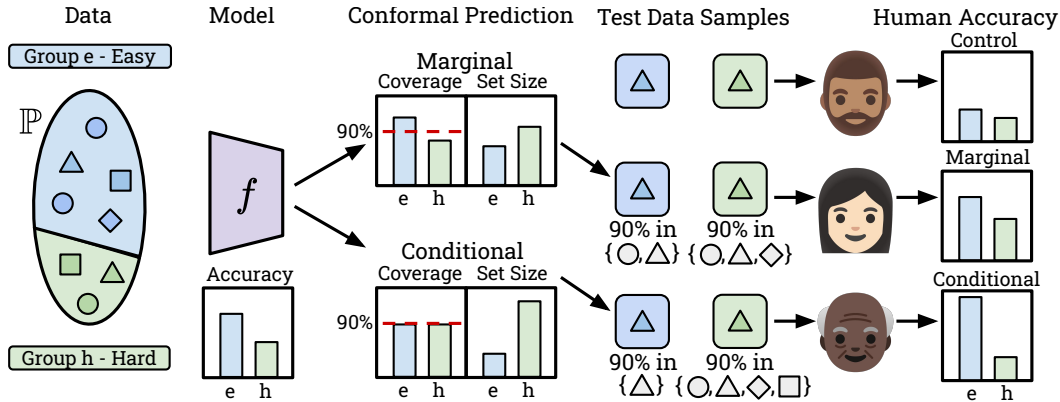 Data
Model
Conformal Prediction
Test Data Samples
Human Accuracy
Group e - Easy
ℙ
Group h - Hard
f
Accuracy
e h
Marginal
Coverage Set Size
90%
e h e h
Conditional
Coverage Set Size
90%
e h e h
90% in
{○,△}
90% in
{○,△,◇}
90% in
{△}
90% in
{○,△,◇,□}
Control
Marginal
Conditional
e h